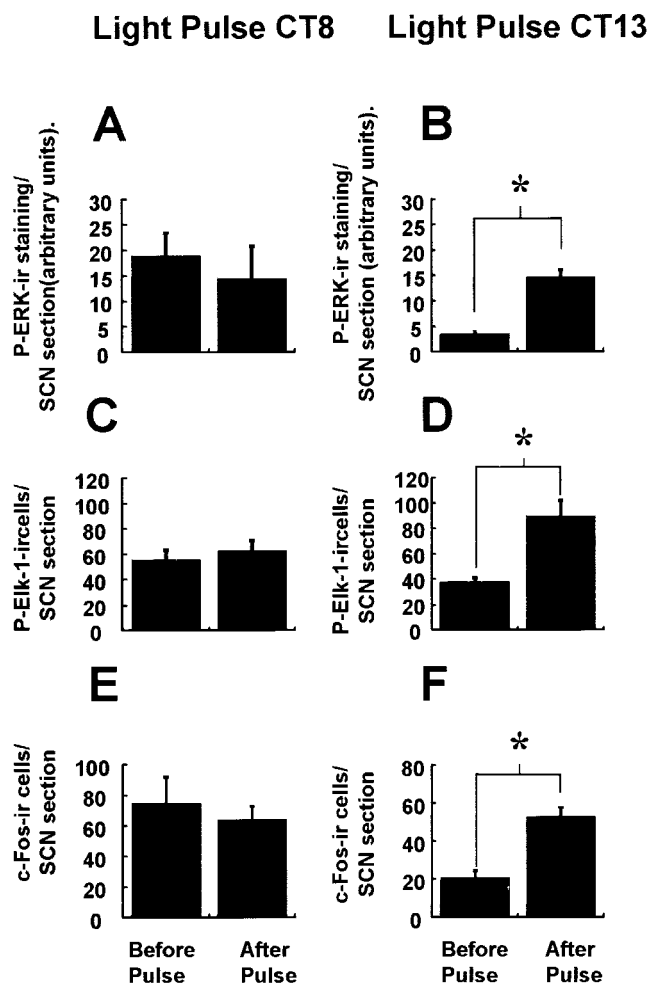 Light Pulse CT8
Light Pulse CT13
A
P-ERK-ir staining/
SCN section(arbitrary units).
30
25
20
15
10
5
0
B
P-ERK-ir staining/
SCN section (arbitrary units).
30
25
20
15
10
5
0
*
C
P-Elk-1-ircells/
SCN section
120
100
80
60
40
20
0
D
P-Elk-1-ircells/
SCN section
120
100
80
60
40
20
0
*
E
c-Fos-ir cells/
SCN section
100
80
60
40
20
0
Before
Pulse
After
Pulse
F
c-Fos-ir cells/
SCN section
80
60
40
20
0
*
Before
Pulse
After
Pulse